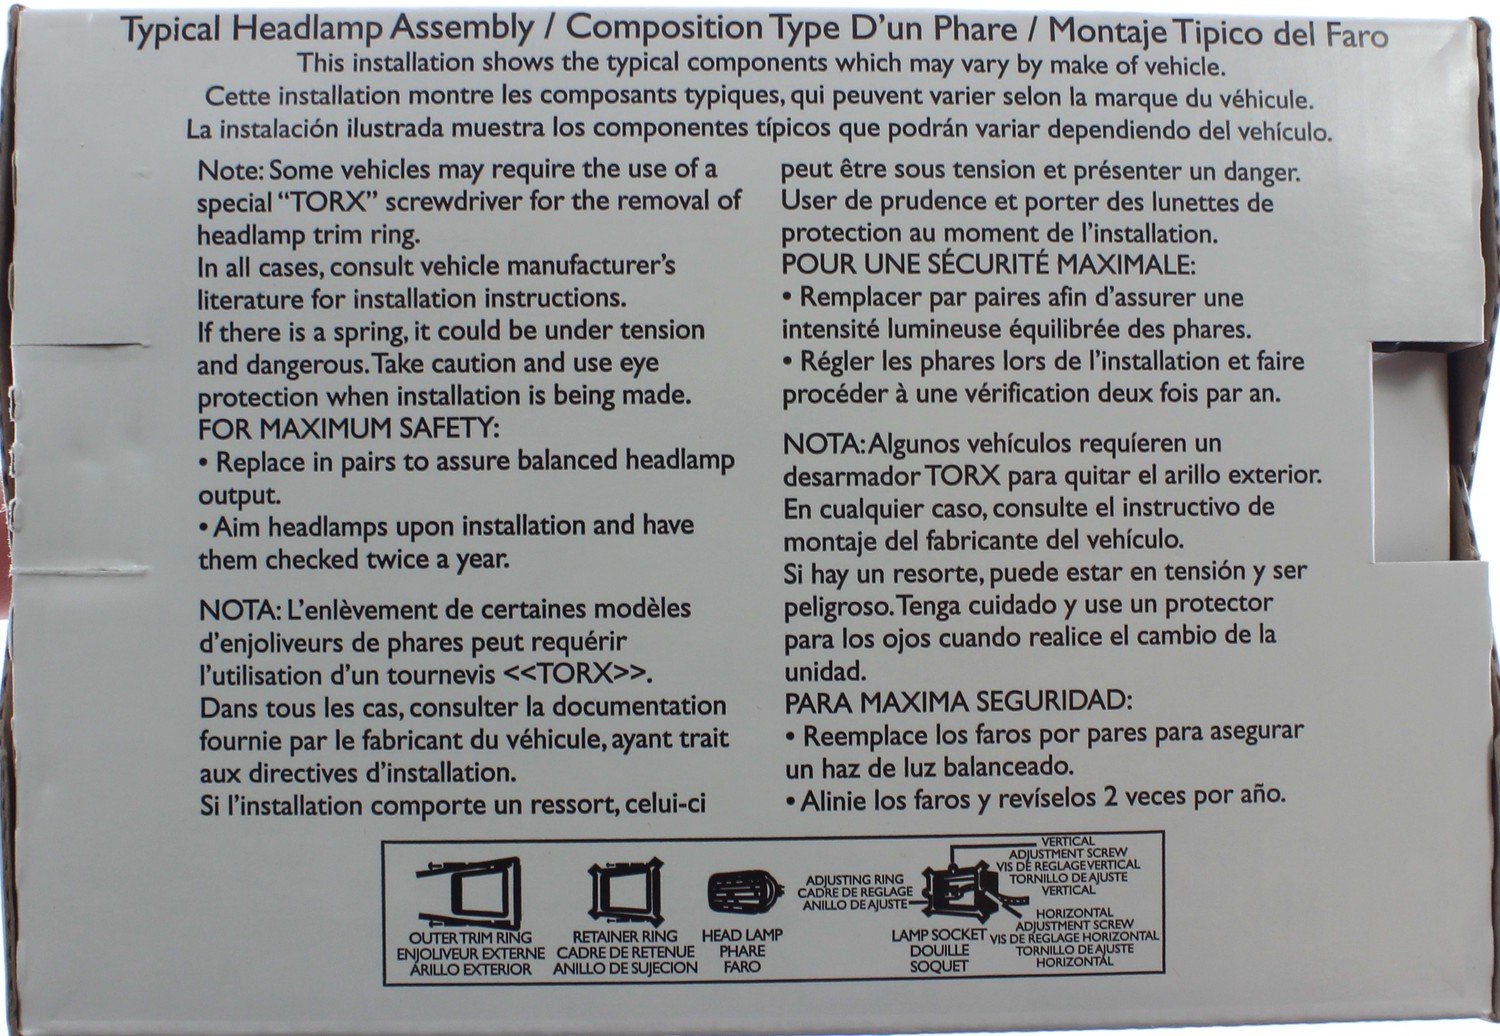 Typical Headlamp Assembly / Composition Type D'un Phare / Montaje Tipico del Faro
This installation shows the typical components which may vary by make of vehicle.
Cette installation montre les composants typiques, qui peuvent varier selon la marque du véhicule.
La instalación ilustrada muestra los componentes típicos que podrán variar dependiendo del vehículo.
Note: Some vehicles may require the use of a
special "TORX" screwdriver for the removal of
headlamp trim ring.
In all cases, consult vehicle manufacturer's
literature for installation instructions.
If there is a spring, it could be under tension
and dangerous. Take caution and use eye
protection when installation is being made.
FOR MAXIMUM SAFETY:
• Replace in pairs to assure balanced headlamp
output.
• Aim headlamps upon installation and have
them checked twice a year.
NOTA: L'enlèvement de certaines modèles
d'enjoliveurs de phares peut requérir
l'utilisation d'un tournevis <<TORX>>.
Dans tous les cas, consulter la documentation
fournie par le fabricant du véhicule, ayant trait
aux directives d'installation.
Si l'installation comporte un ressort, celui-ci
peut être sous tension et présenter un danger.
User de prudence et porter des lunettes de
protection au moment de l'installation.
POUR UNE SÉCURITÉ MAXIMALE:
• Remplacer par paires afin d'assurer une
intensité lumineuse équilibrée des phares.
• Régler les phares lors de l'installation et faire
procéder à une vérification deux fois par an.
NOTA: Algunos vehículos requíeren un
desarmador TORX para quitar el arillo exterior.
En cualquier caso, consulte el instructivo de
montaje del fabricante del vehículo.
Si hay un resorte, puede estar en tensión y ser
peligroso. Tenga cuidado y use un protector
para los ojos cuando realice el cambio de la
unidad.
PARA MAXIMA SEGURIDAD:
• Reemplace los faros por pares para asegurar
un haz de luz balanceado.
• Alinie los faros y revíselos 2 veces por año.
OUTER TRIM RING
ENJOLIVEUR EXTERNE
ARILLO EXTERIOR
RETAINER RING
CADRE DE RETENUE
ANILLO DE SUJECION
HEAD LAMP
PHARE
FARO
ADJUSTING RING
CADRE DE REGLAGE
ANILLO DE AJUSTE
LAMP SOCKET
DOUILLE
SOQUET
VERTICAL
ADJUSTMENT SCREW
VIS DE REGLAGE VERTICAL
TORNILLO DE AJUSTE
VERTICAL
HORIZONTAL
ADJUSTMENT SCREW
VIS DE REGLAGE HORIZONTAL
TORNILLO DE AJUSTE
HORIZONTAL